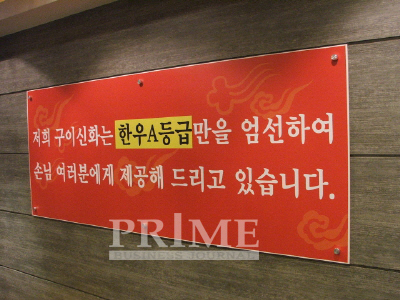 저희 구이신화는 한우A등급만을 엄선하여
손님 여러분에게 제공해 드리고 있습니다.
PRIME
BUSINESS JOURNAL